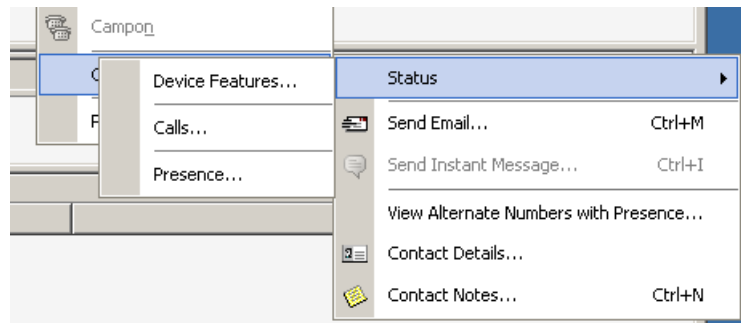 Campon
Device Features...
Calls...
Presence...
Status
Send Email... Ctrl+M
Send Instant Message... Ctrl+I
View Alternate Numbers with Presence...
Contact Details...
Contact Notes... Ctrl+N